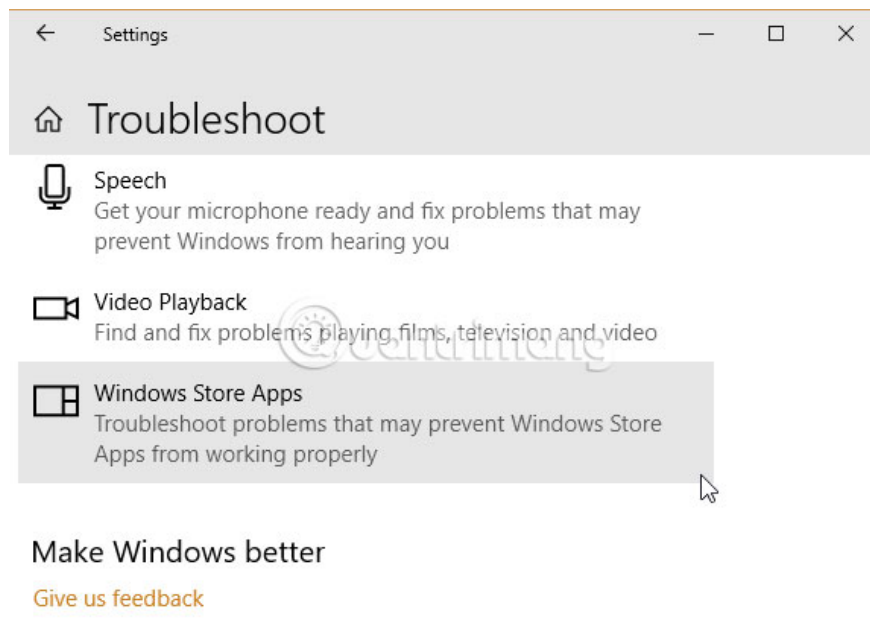 Settings
Troubleshoot
Speech
Get your microphone ready and fix problems that may
prevent Windows from hearing you
Video Playback
Find and fix problems playing films, television and video
uantrimang
Windows Store Apps
Troubleshoot problems that may prevent Windows Store
Apps from working properly
Make Windows better
Give us feedback